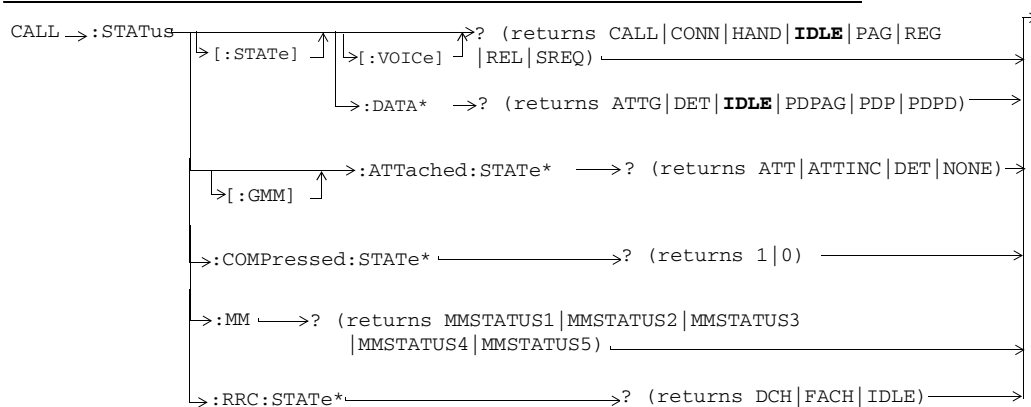 CALL :STATus ? (returns CALL|CONN|HAND|IDLE|PAG|REG
[:STATe] [:VOICe] |REL|SREQ)
:DATA* ? (returns ATTG|DET|IDLE|PDPAG|PDP|PDPD)
:ATTached:STATe* ? (returns ATT|ATTINC|DET|NONE)
[:GMM]
:COMPressed:STATe* ? (returns 1|0)
:MM ? (returns MMSTATUS1|MMSTATUS2|MMSTATUS3
|MMSTATUS4|MMSTATUS5)
:RRC:STATe* ? (returns DCH|FACH|IDLE)